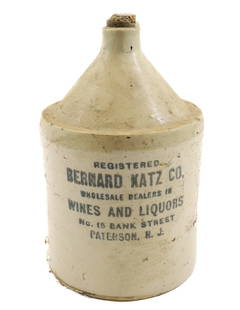 REGISTERED
BERNARD KATZ CO.
WHOLESALE DEALERS IN
WINES AND LIQUORS
NO. 15 BANK STREET
PATERSON, N. J.